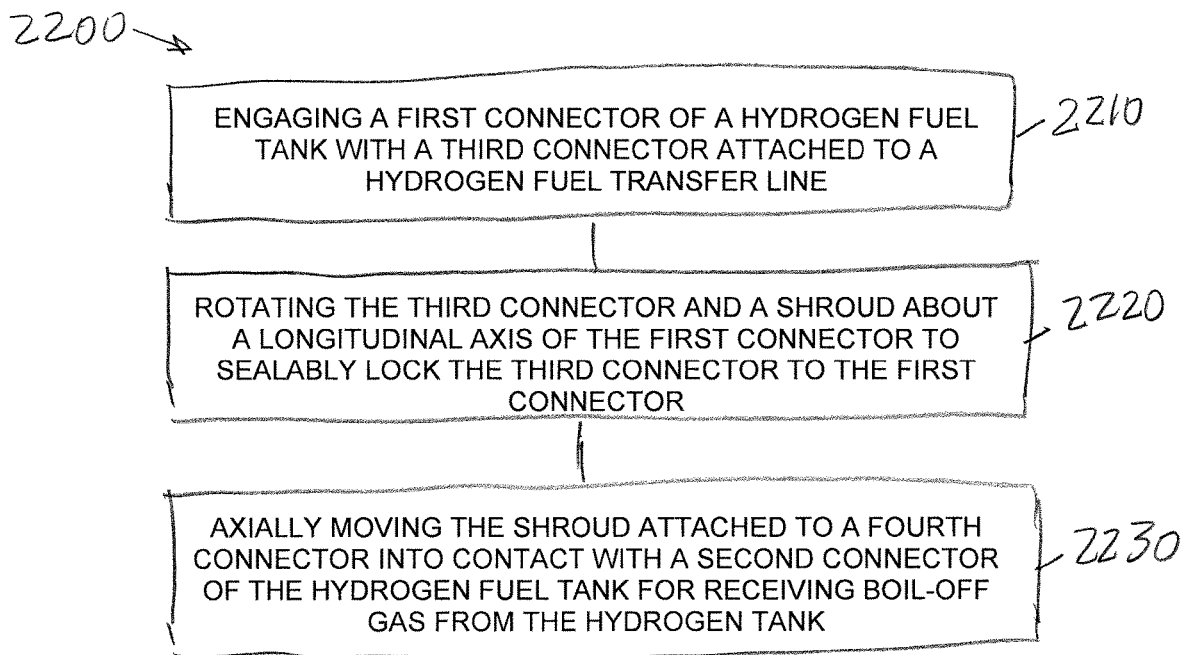 2200
ENGAGING A FIRST CONNECTOR OF A HYDROGEN FUEL
TANK WITH A THIRD CONNECTOR ATTACHED TO A
HYDROGEN FUEL TRANSFER LINE
2210
ROTATING THE THIRD CONNECTOR AND A SHROUD ABOUT
A LONGITUDINAL AXIS OF THE FIRST CONNECTOR TO
SEALABLY LOCK THE THIRD CONNECTOR TO THE FIRST
CONNECTOR
2220
AXIALLY MOVING THE SHROUD ATTACHED TO A FOURTH
CONNECTOR INTO CONTACT WITH A SECOND CONNECTOR
OF THE HYDROGEN FUEL TANK FOR RECEIVING BOIL-OFF
GAS FROM THE HYDROGEN TANK
2230